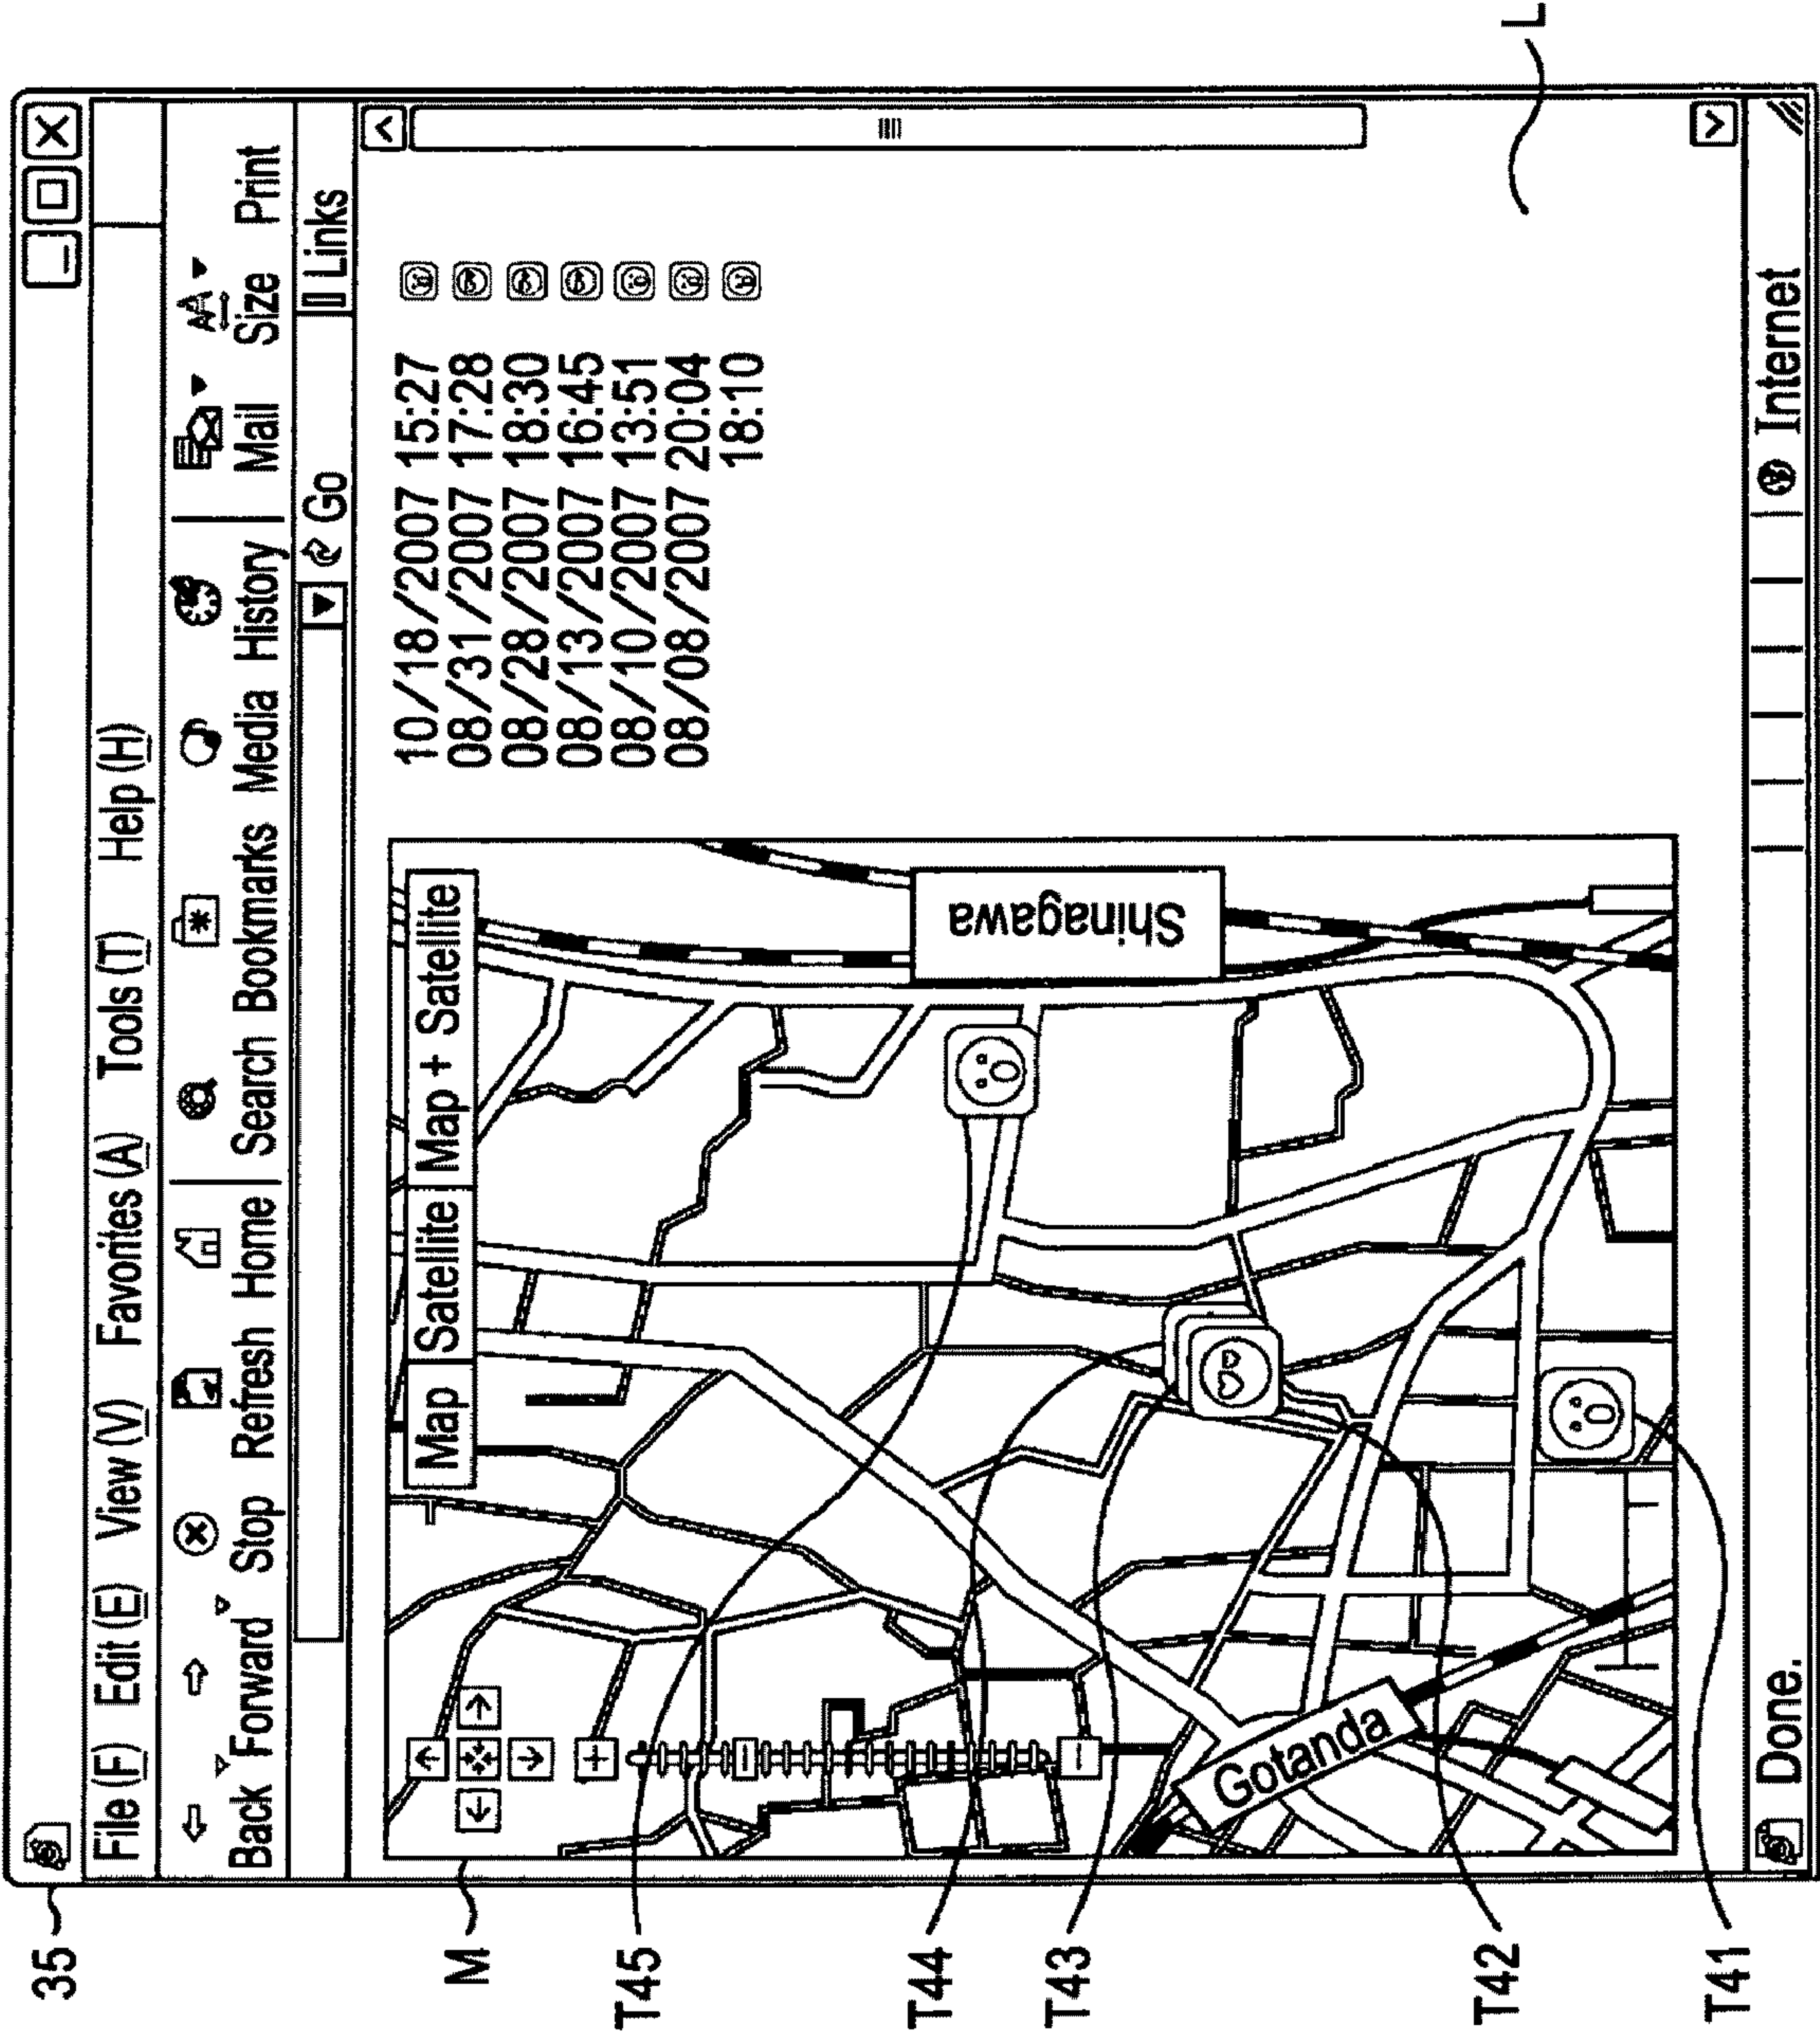 35
File (F) Edit (E) View (V) Favorites (A) Tools (T) Help (H)
Back Forward Stop Refresh Home Search Bookmarks Media History Mail Size Print
Go Links
M
Map Satellite Map + Satellite
10/18/2007 15:27
08/31/2007 17:28
08/28/2007 18:30
08/13/2007 16:45
08/10/2007 13:51
08/08/2007 20:04
18:10
T45
T44
T43
Shinagawa
Gotanda
T42
T41
L
Done. Internet